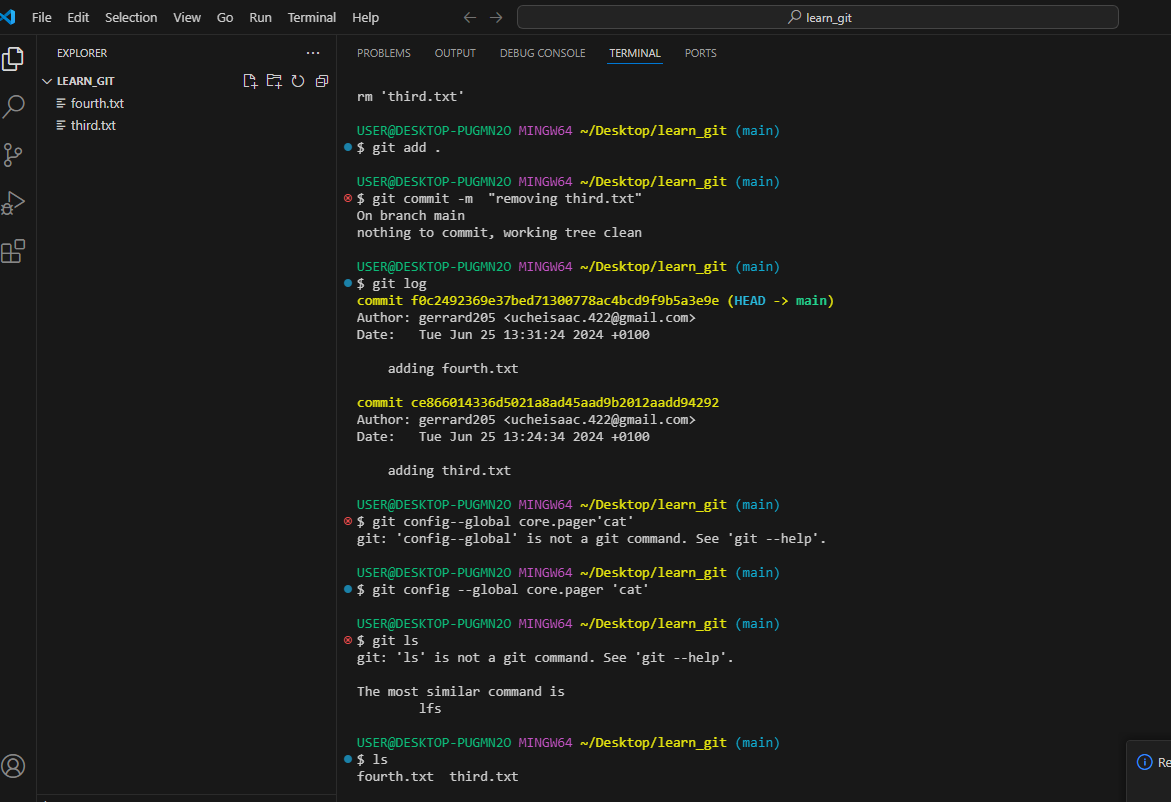 File Edit Selection View Go Run Terminal Help
learn_git
EXPLORER
LEARN_GIT
fourth.txt
third.txt
PROBLEMS OUTPUT DEBUG CONSOLE TERMINAL PORTS
rm 'third.txt'
USER@DESKTOP-PUGMN2O MINGW64 ~/Desktop/learn_git (main)
$ git add .
USER@DESKTOP-PUGMN2O MINGW64 ~/Desktop/learn_git (main)
$ git commit -m  "removing third.txt"
On branch main
nothing to commit, working tree clean
USER@DESKTOP-PUGMN2O MINGW64 ~/Desktop/learn_git (main)
$ git log
commit f0c2492369e37bed71300778ac4bcd9f9b5a3e9e (HEAD -> main)
Author: gerrard205 <ucheisaac.422@gmail.com>
Date:   Tue Jun 25 13:31:24 2024 +0100
adding fourth.txt
commit ce866014336d5021a8ad45aad9b2012aadd94292
Author: gerrard205 <ucheisaac.422@gmail.com>
Date:   Tue Jun 25 13:24:34 2024 +0100
adding third.txt
USER@DESKTOP-PUGMN2O MINGW64 ~/Desktop/learn_git (main)
$ git config--global core.pager'cat'
git: 'config--global' is not a git command. See 'git --help'.
USER@DESKTOP-PUGMN2O MINGW64 ~/Desktop/learn_git (main)
$ git config --global core.pager 'cat'
USER@DESKTOP-PUGMN2O MINGW64 ~/Desktop/learn_git (main)
$ git ls
git: 'ls' is not a git command. See 'git --help'.
The most similar command is
lfs
USER@DESKTOP-PUGMN2O MINGW64 ~/Desktop/learn_git (main)
$ ls
fourth.txt  third.txt